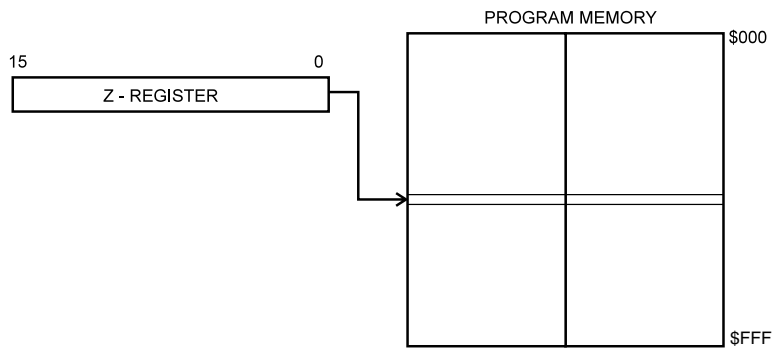 PROGRAM MEMORY
$000
15 0
Z - REGISTER
$FFF